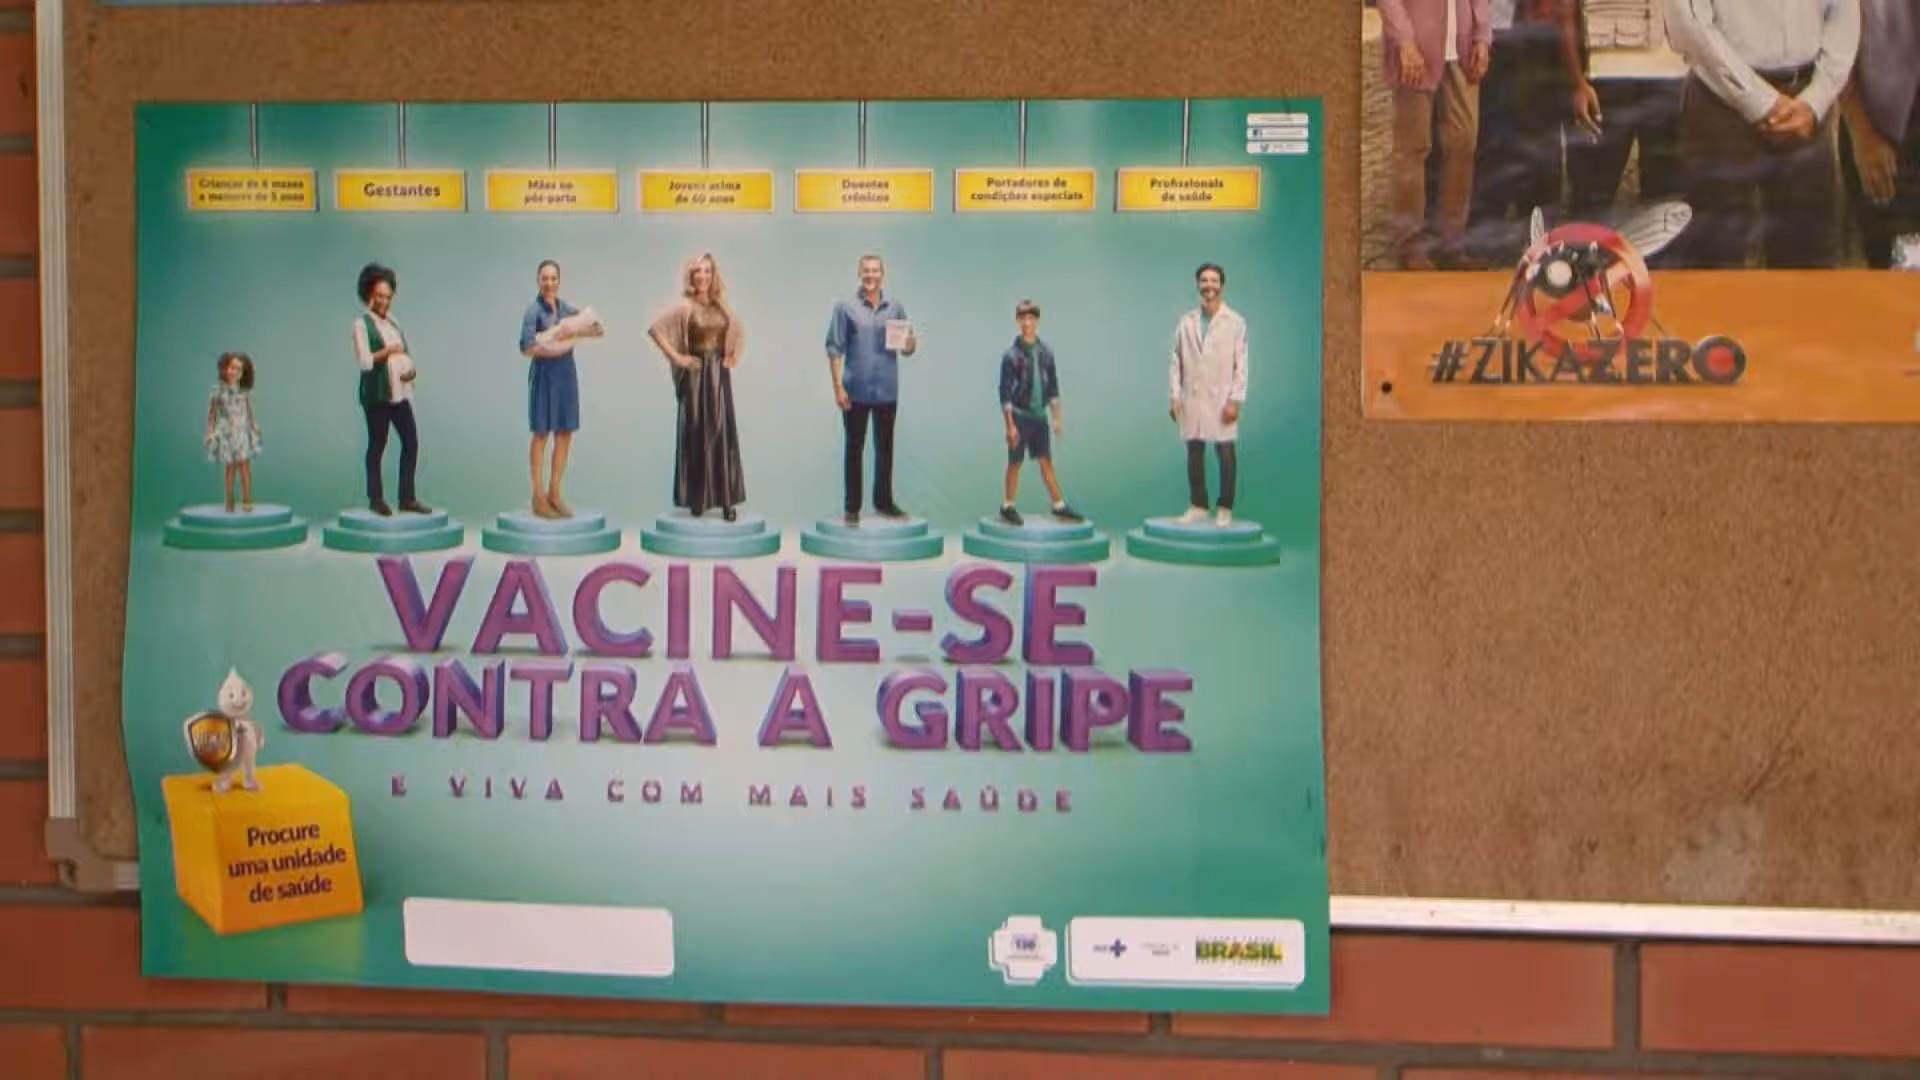 Crianças de 6 meses
a menores de 5 anos
Gestantes
Mães no
pós-parto
Jovens acima
de 60 anos
Doentes
crônicos
Portadores de
condições especiais
Profissionais
de saúde
VACINE-SE
CONTRA A GRIPE
E VIVA COM MAIS SAÚDE
Procure
uma unidade
de saúde
136
SUS
BRASIL
#ZIKAZERO